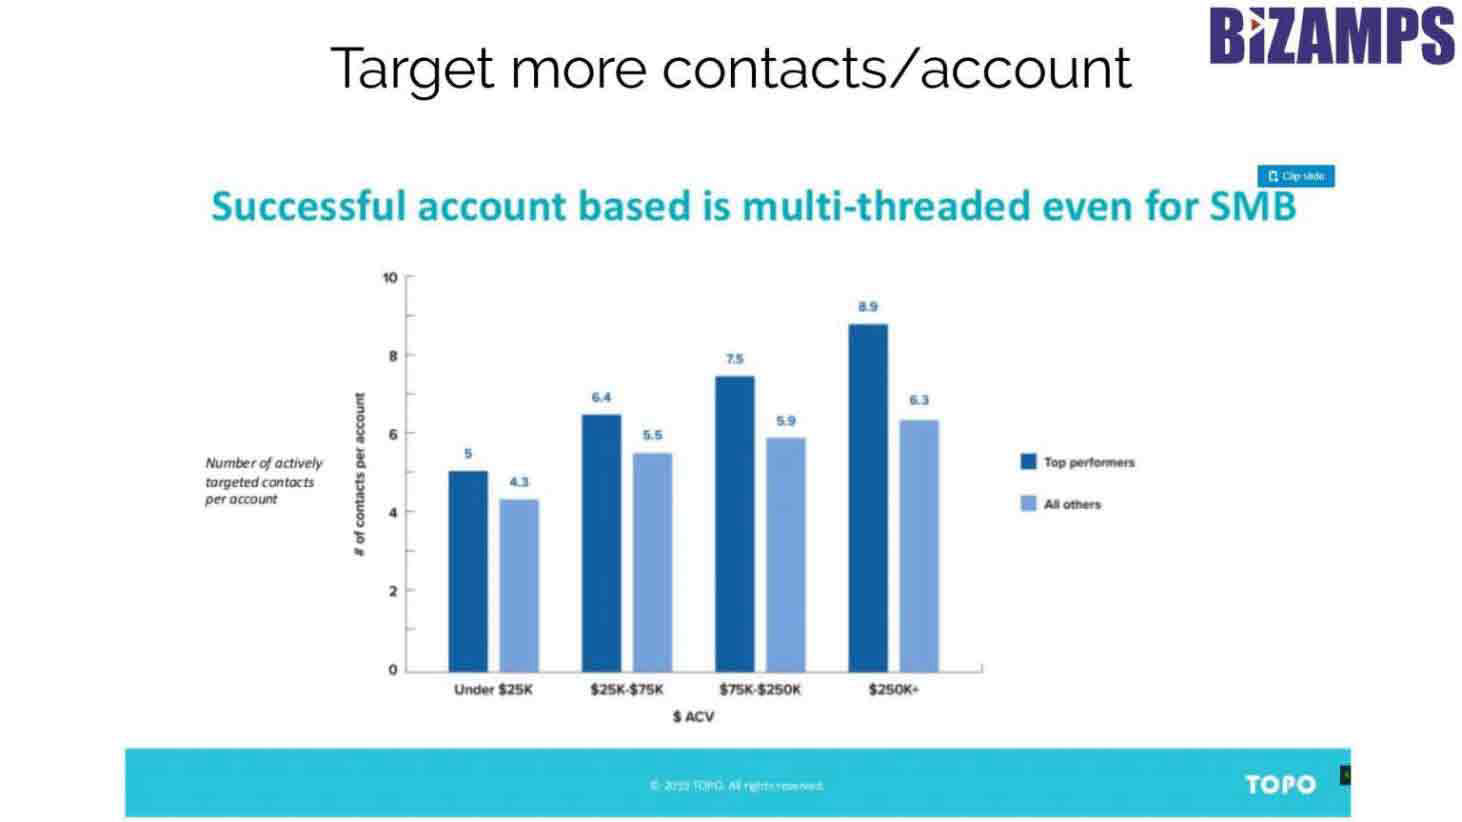 BiZAMPS
Target more contacts/account
Clip slide
Successful account based is multi-threaded even for SMB
10
8
6
4
2
0
# of contacts per account
Number of actively
targeted contacts
per account
5
4.3
6.4
5.5
7.5
5.9
8.9
6.3
Under $25K
$25K-$75K
$75K-$250K
$250K+
$ ACV
Top performers
All others
© 2019 TOPO. All rights reserved.
TOPO